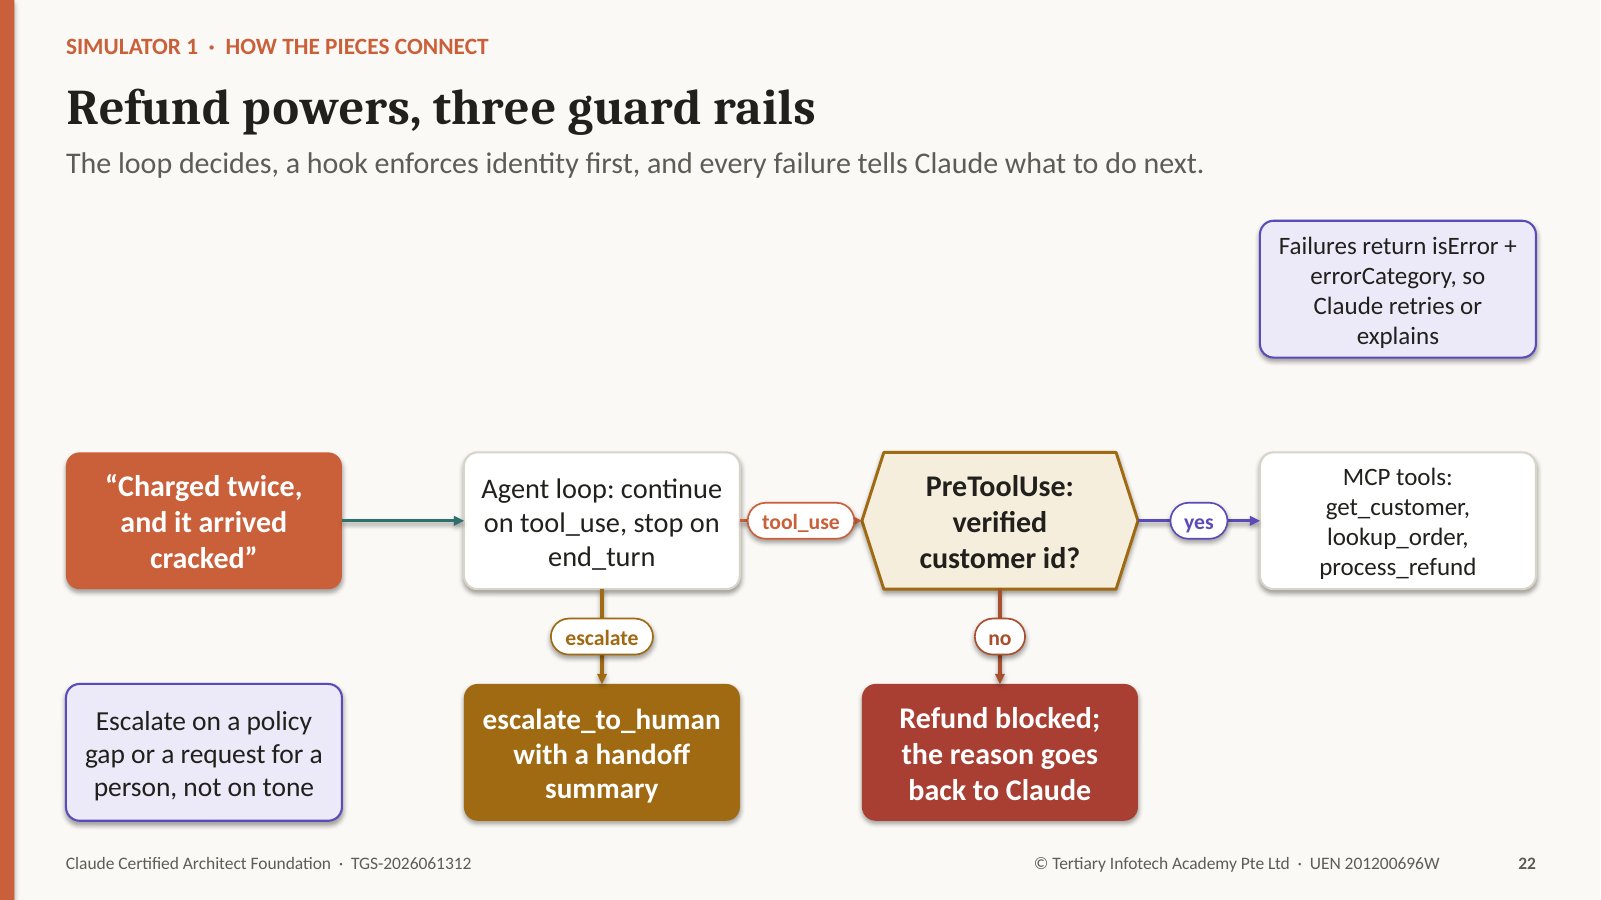 SIMULATOR 1 · HOW THE PIECES CONNECT
Refund powers, three guard rails
The loop decides, a hook enforces identity first, and every failure tells Claude what to do next.
Failures return isError +
errorCategory, so
Claude retries or
explains
“Charged twice,
and it arrived
cracked”
Agent loop: continue
on tool_use, stop on
end_turn
tool_use
PreToolUse:
verified
customer id?
yes
MCP tools:
get_customer,
lookup_order,
process_refund
escalate
no
Escalate on a policy
gap or a request for a
person, not on tone
escalate_to_human
with a handoff
summary
Refund blocked;
the reason goes
back to Claude
Claude Certified Architect Foundation · TGS-2026061312
© Tertiary Infotech Academy Pte Ltd · UEN 201200696W
22